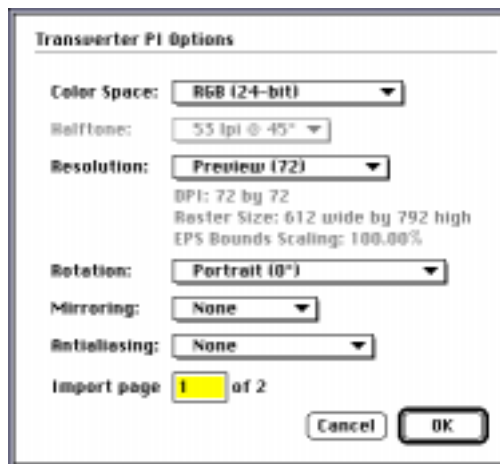 Transverter PI Options
Color Space: RGB (24-bit)
Halftone: 53 lpi @ 45°
Resolution: Preview (72)
DPI: 72 by 72
Raster Size: 612 wide by 792 high
EPS Bounds Scaling: 100.00%
Rotation: Portrait (0°)
Mirroring: None
Antialiasing: None
Import page 1 of 2
Cancel OK